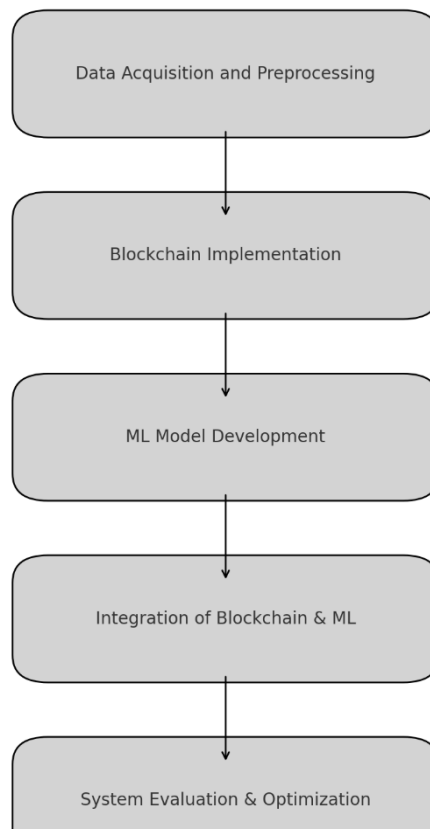 Data Acquisition and Preprocessing
Blockchain Implementation
ML Model Development
Integration of Blockchain & ML
System Evaluation & Optimization